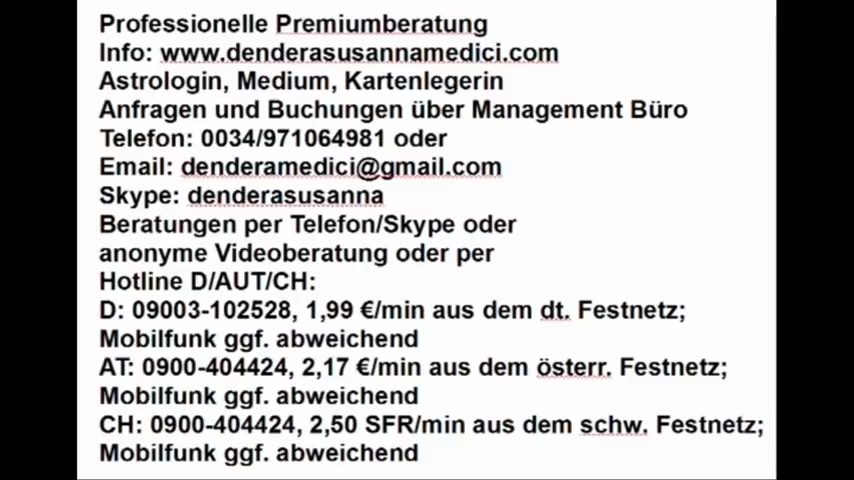 Professionelle Premiumberatung
Info: www.denderasusannamedici.com
Astrologin, Medium, Kartenlegerin
Anfragen und Buchungen über Management Büro
Telefon: 0034/971064981 oder
Email: denderamedici@gmail.com
Skype: denderasusanna
Beratungen per Telefon/Skype oder
anonyme Videoberatung oder per
Hotline D/AUT/CH:
D: 09003-102528, 1,99 €/min aus dem dt. Festnetz;
Mobilfunk ggf. abweichend
AT: 0900-404424, 2,17 €/min aus dem österr. Festnetz;
Mobilfunk ggf. abweichend
CH: 0900-404424, 2,50 SFR/min aus dem schw. Festnetz;
Mobilfunk ggf. abweichend